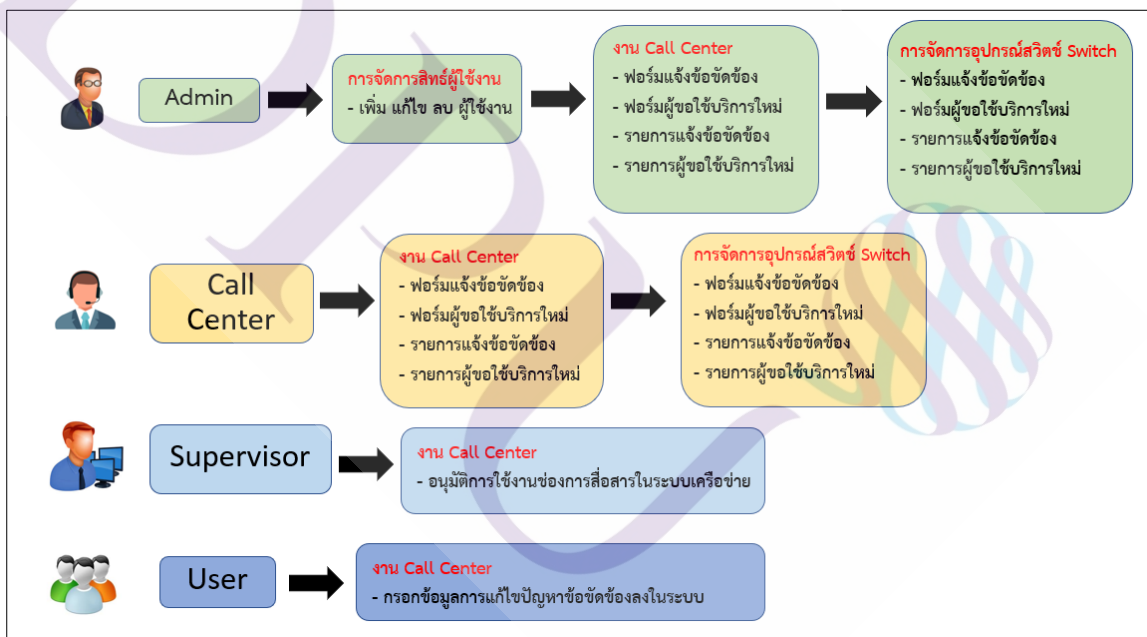 Admin
การจัดการสิทธ์ผู้ใช้งาน
- เพิ่ม แก้ไข ลบ ผู้ใช้งาน
งาน Call Center
- ฟอร์มแจ้งข้อขัดข้อง
- ฟอร์มผู้ขอใช้บริการใหม่
- รายการแจ้งข้อขัดข้อง
- รายการผู้ขอใช้บริการใหม่
การจัดการอุปกรณ์สวิตช์ Switch
- ฟอร์มแจ้งข้อขัดข้อง
- ฟอร์มผู้ขอใช้บริการใหม่
- รายการแจ้งข้อขัดข้อง
- รายการผู้ขอใช้บริการใหม่
Call
Center
งาน Call Center
- ฟอร์มแจ้งข้อขัดข้อง
- ฟอร์มผู้ขอใช้บริการใหม่
- รายการแจ้งข้อขัดข้อง
- รายการผู้ขอใช้บริการใหม่
การจัดการอุปกรณ์สวิตช์ Switch
- ฟอร์มแจ้งข้อขัดข้อง
- ฟอร์มผู้ขอใช้บริการใหม่
- รายการแจ้งข้อขัดข้อง
- รายการผู้ขอใช้บริการใหม่
Supervisor
งาน Call Center
- อนุมัติการใช้งานช่องการสื่อสารในระบบเครือข่าย
User
งาน Call Center
- กรอกข้อมูลการแก้ไขปัญหาข้อขัดข้องลงในระบบ